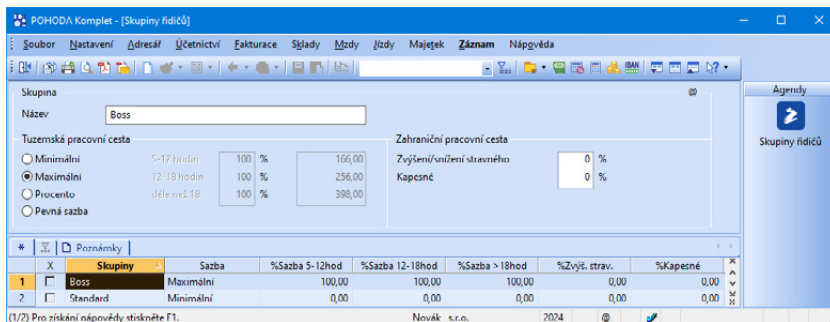 POHODA Komplet - [Skupiny řidičů]
Soubor Nastavení Adresář Účetnictví Fakturace Sklady Mzdy Jízdy Majetek Záznam Nápověda
IBAN
Skupina @ Agendy
Název Boss
Skupiny řidičů
Tuzemská pracovní cesta Zahraniční pracovní cesta
Minimální 5-12 hodin 100 % 166,00 Zvýšení/snížení stravného 0 %
Maximální 12-18 hodin 100 % 256,00 Kapesné 0 %
Procento déle než 18 100 % 398,00
Pevná sazba
* Poznámky
X Skupiny Sazba %Sazba 5-12hod %Sazba 12-18hod %Sazba >18hod %Zvýš. strav. %Kapesné
1 Boss Maximální 100,00 100,00 100,00 0,00 0,00
2 Standard Minimální 0,00 0,00 0,00 0,00 0,00
(1/2) Pro získání nápovědy stiskněte F1. Novák s.r.o. 2024 @